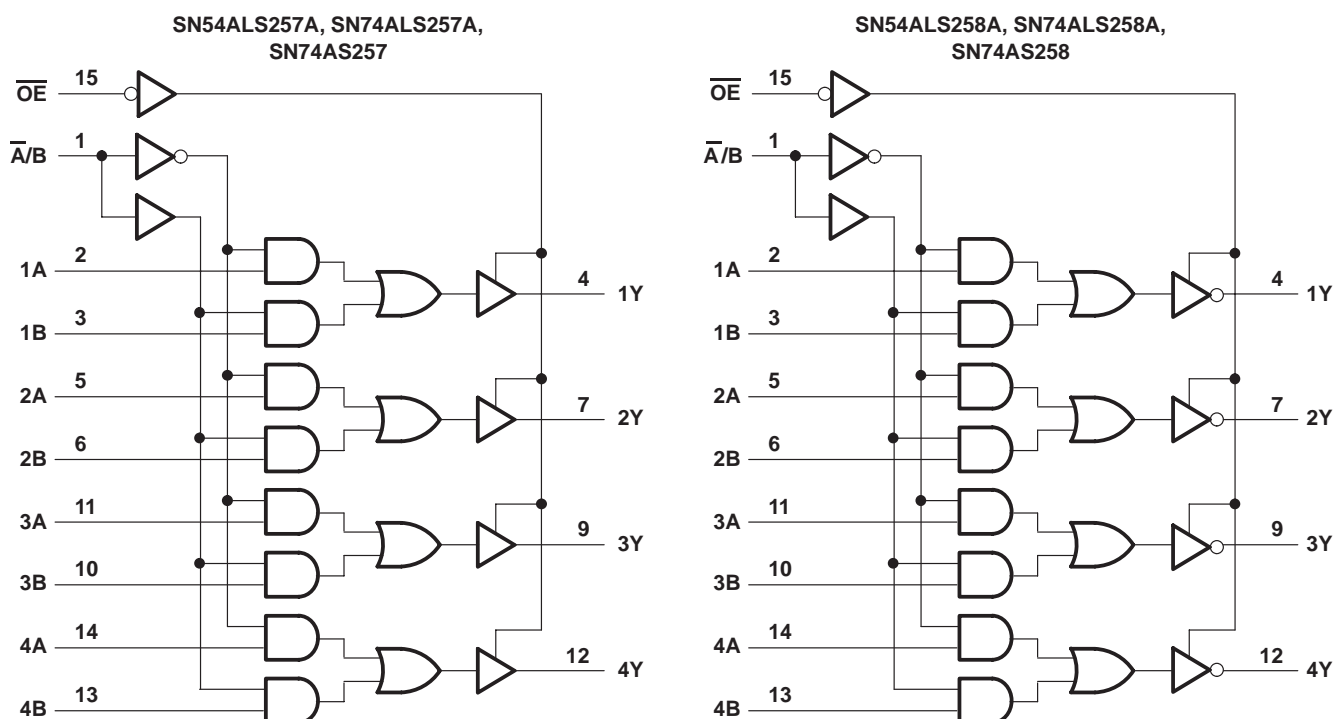 SN54ALS257A, SN74ALS257A,
SN74AS257
OE 15
A/B 1
1A 2
4 1Y
1B 3
2A 5
7 2Y
2B 6
3A 11
9 3Y
3B 10
4A 14
12 4Y
4B 13
SN54ALS258A, SN74ALS258A,
SN74AS258
OE 15
A/B 1
1A 2
4 1Y
1B 3
2A 5
7 2Y
2B 6
3A 11
9 3Y
3B 10
4A 14
12 4Y
4B 13